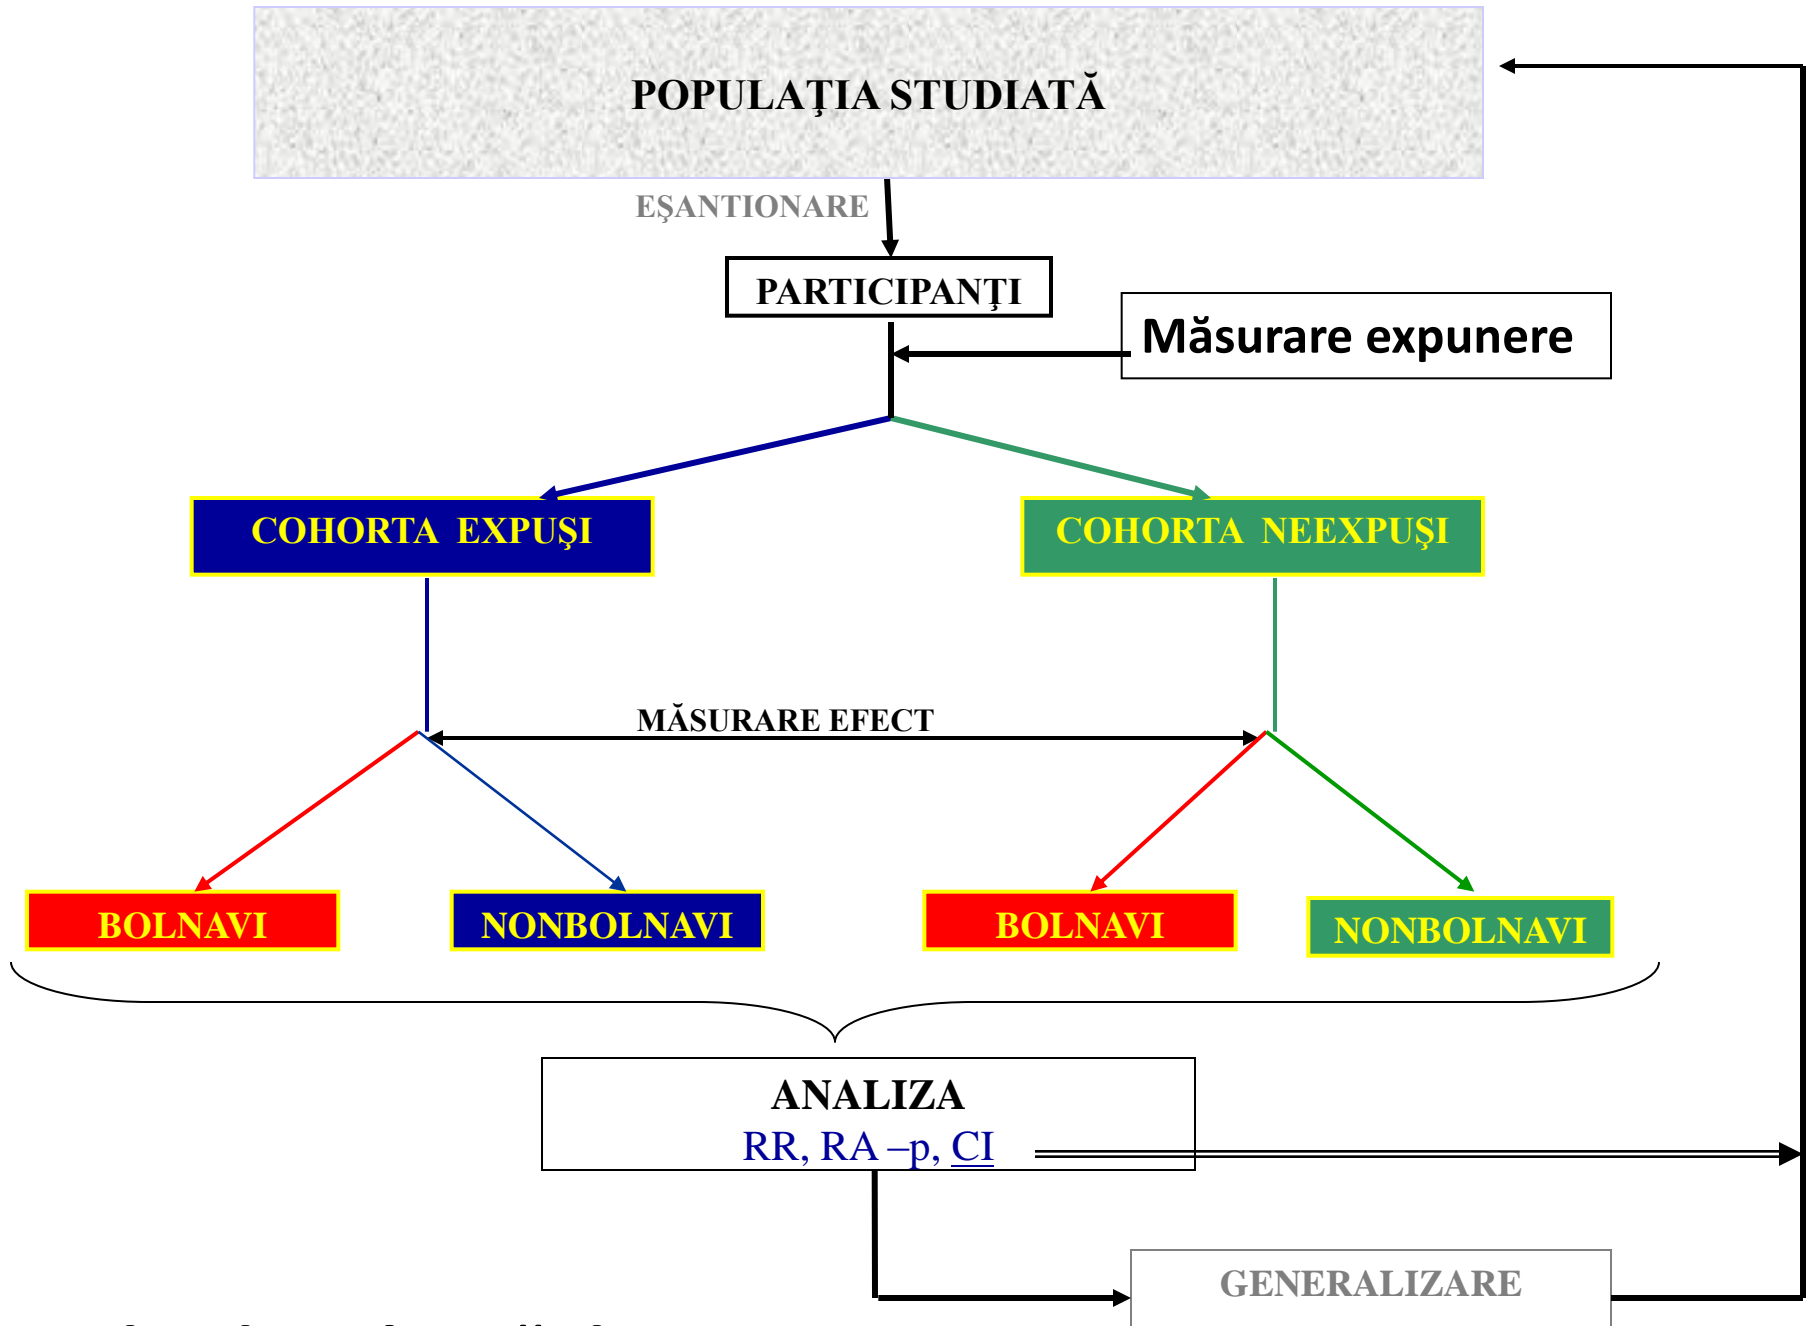 POPULAŢIA STUDIATĂ
EŞANTIONARE
PARTICIPANŢI
Măsurare expunere
COHORTA EXPUŞI
COHORTA NEEXPUŞI
MĂSURARE EFECT
BOLNAVI
NONBOLNAVI
BOLNAVI
NONBOLNAVI
ANALIZA
RR, RA –p, CI
GENERALIZARE